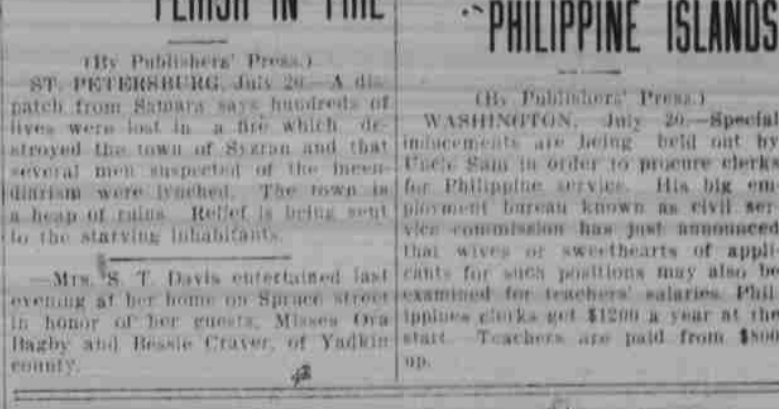 PERISH IN FIRE
(By Publishers' Press.)
ST. PETERSBURG, July 20.—A dis-
patch from Samara says hundreds of
lives were lost in a fire which de-
stroyed the town of Syzran and that
several men suspected of the incen-
diarism were lynched. The town is
a heap of ruins. Relief is being sent
to the starving inhabitants.
—Mrs. S. T. Davis entertained last
evening at her home on Spruce street
in honor of her guests, Misses Ora
Bagby and Bessie Craver, of Yadkin
county.
PHILIPPINE ISLANDS
(By Publishers' Press.)
WASHINGTON, July 20.—Special
inducements are being held out by
Uncle Sam in order to procure clerks
for Philippine service. His big em
ployment bureau known as civil ser-
vice commission has just announced
that wives or sweethearts of appli-
cants for such positions may also be
examined for teachers' salaries. Phil
ippines clerks get $1200 a year at the
start. Teachers are paid from $800
up.